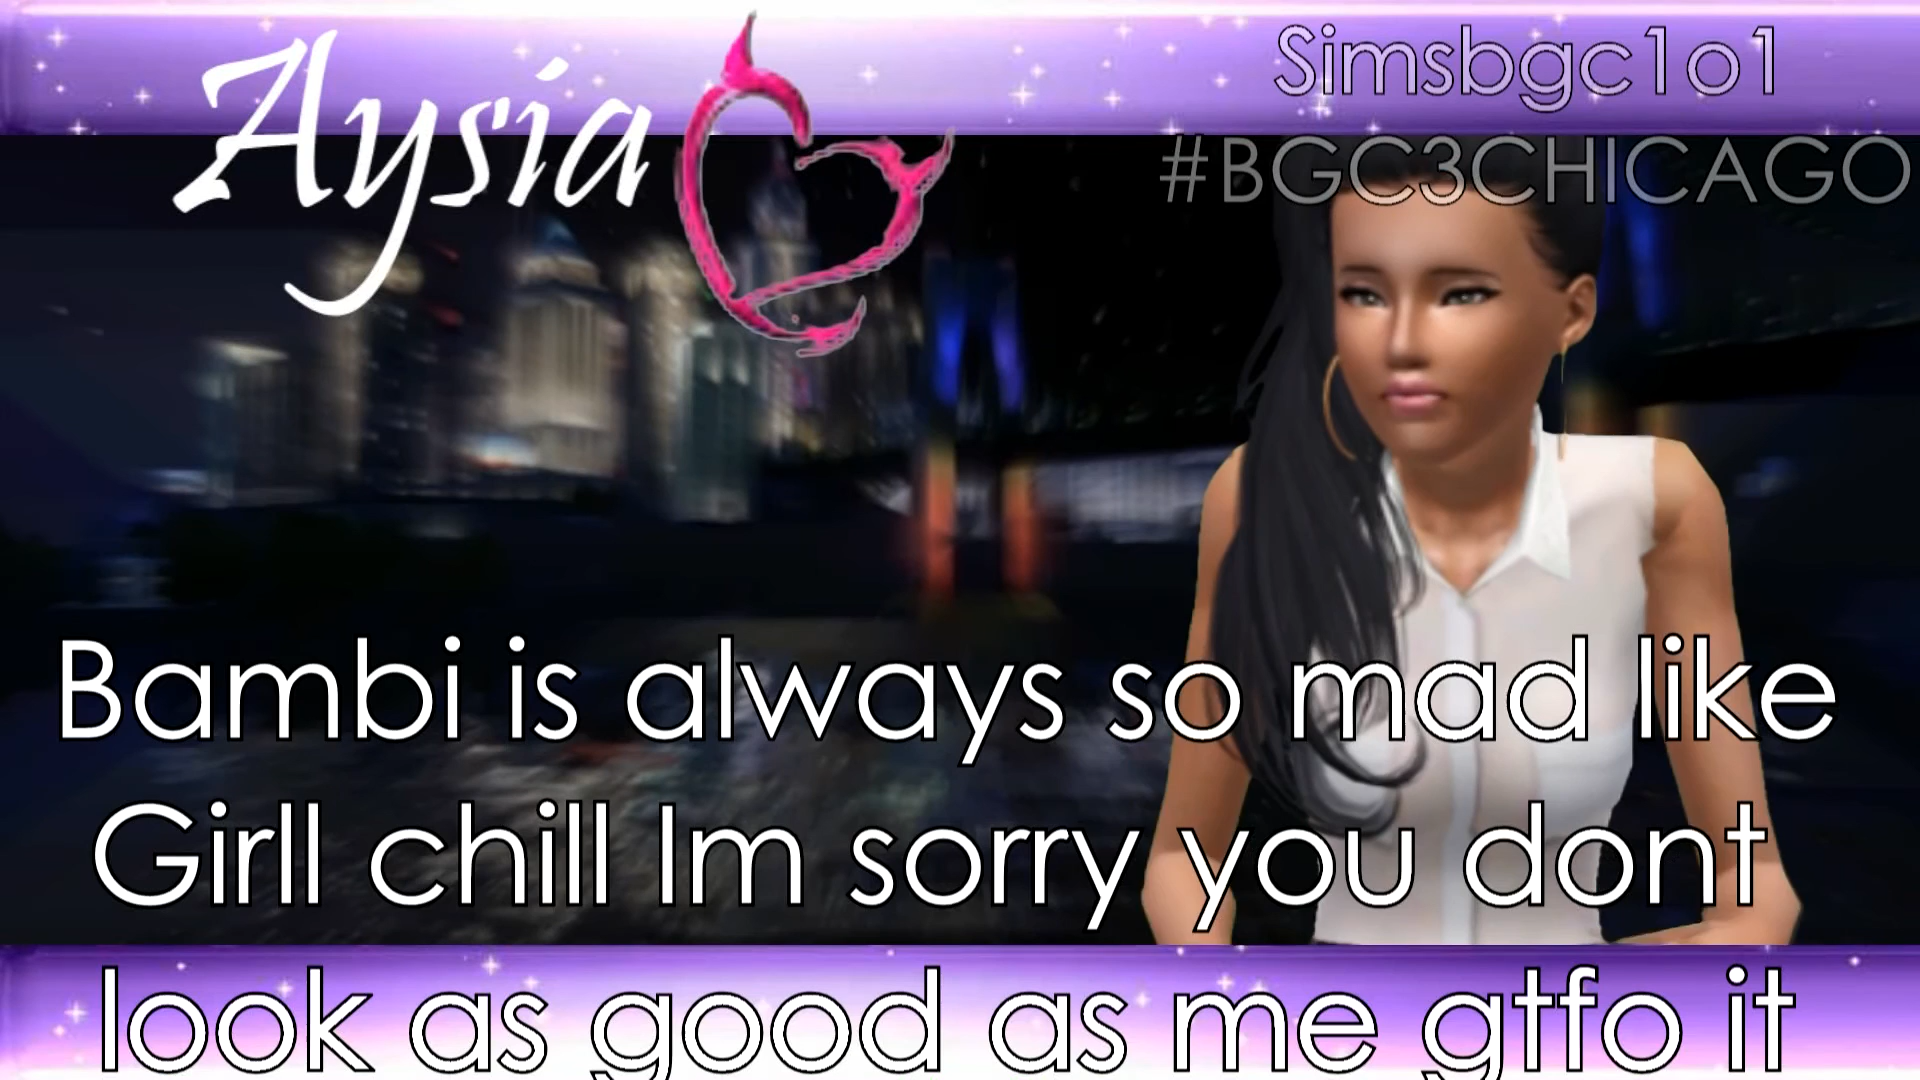 Aysia
Simsbgc1o1
#BGC3CHICAGO
Bambi is always so mad like
Girll chill Im sorry you dont
look as good as me gtfo it